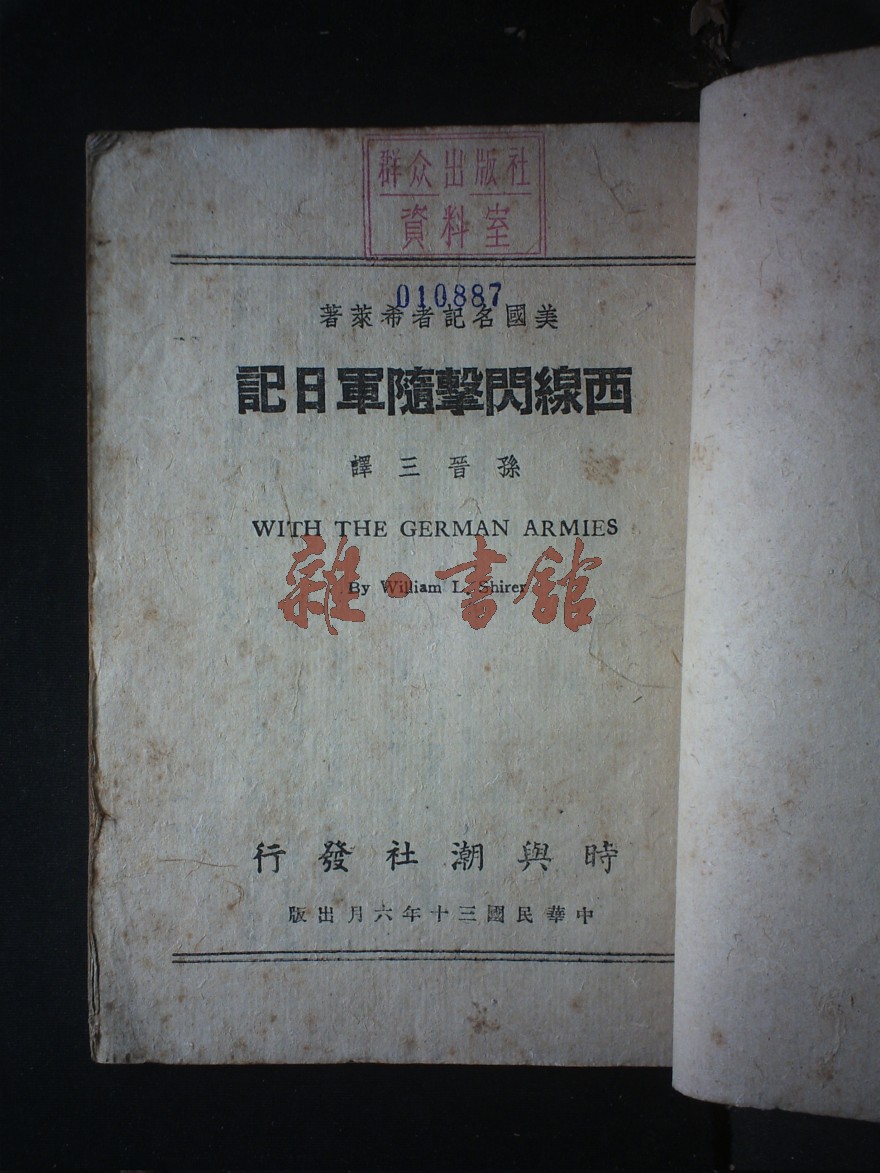 群众出版社
資料室
010887
美國名記者希萊著
西線閃擊隨軍日記
孫晉三譯
WITH THE GERMAN ARMIES
By William L. Shirer
雜·書館
時與潮社發行
中華民國三十年六月出版